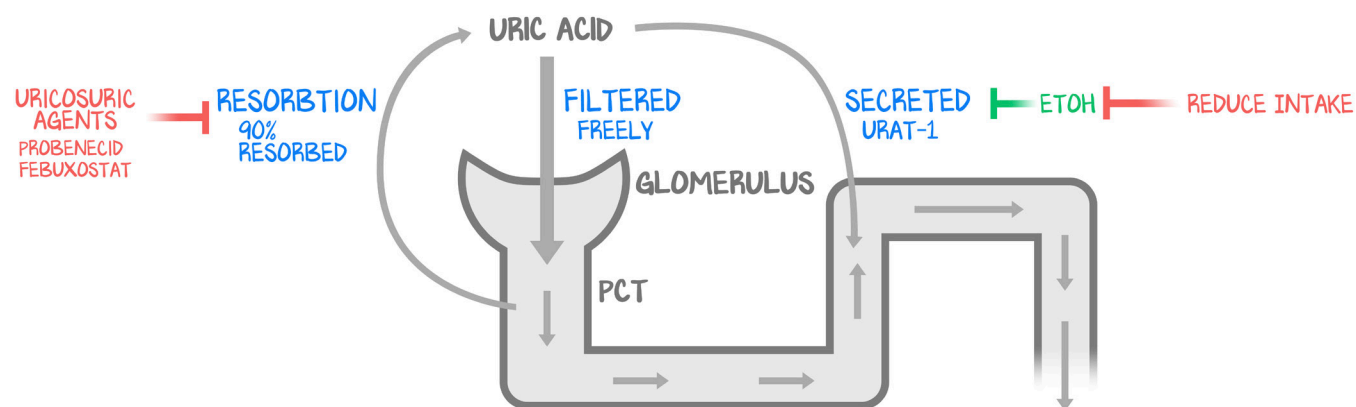 URIC ACID
URICOSURIC
AGENTS
PROBENECID
FEBUXOSTAT
RESORBTION
90%
RESORBED
FILTERED
FREELY
SECRETED
URAT-1
ETOH
REDUCE INTAKE
GLOMERULUS
PCT